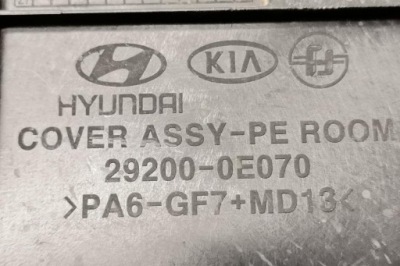 KIA
HYUNDAI
COVER ASSY-PE ROOM
29200-0E070
>PA6-GF7+MD13<